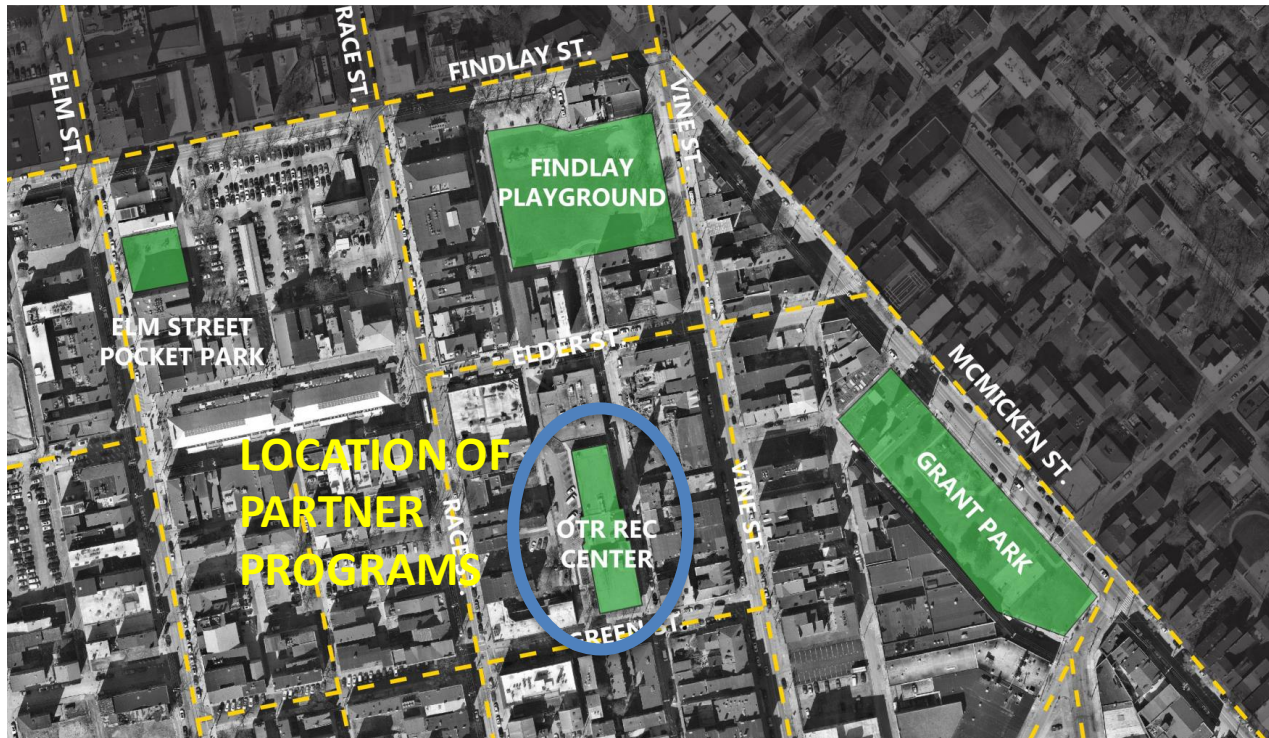 ELM ST.
RACE ST.
FINDLAY ST.
VINE ST.
FINDLAY
PLAYGROUND
ELM STREET
POCKET PARK
ELDER ST.
MCMICKEN ST.
LOCATION OF
PARTNER
PROGRAMS
RACE S
OTR REC
CENTER
VINE ST.
GRANT PARK
GREEN ST.